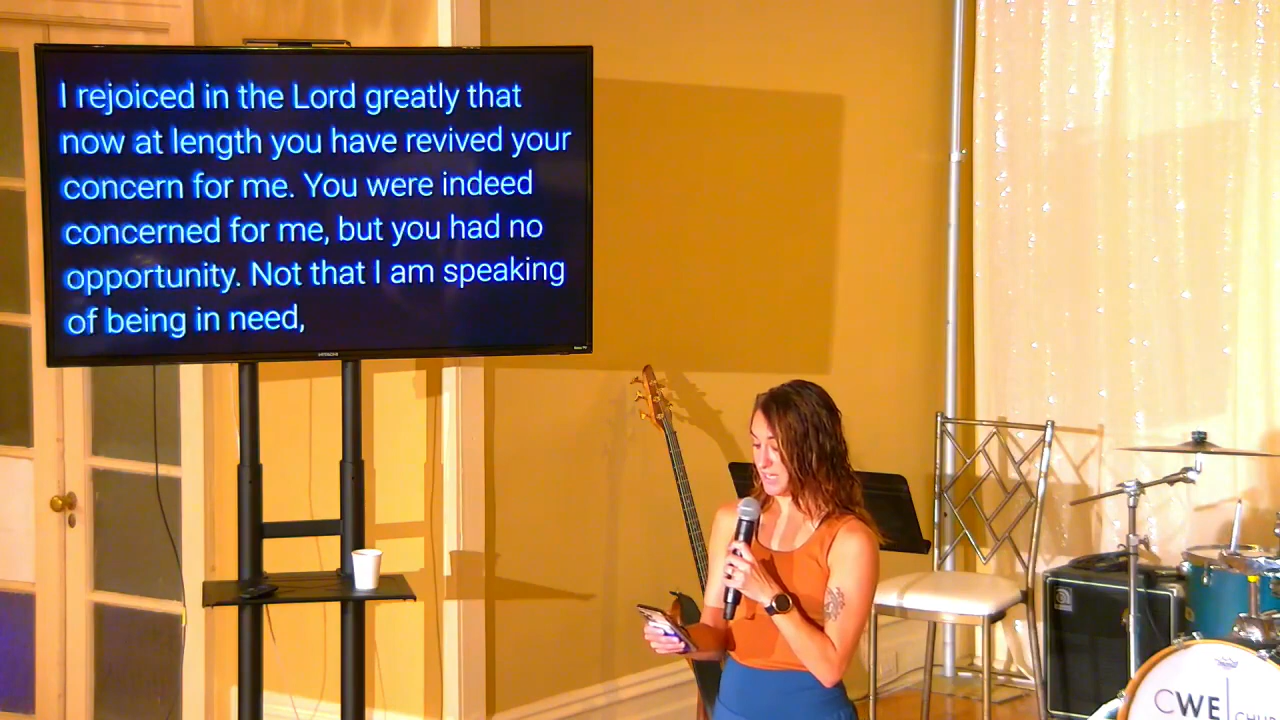 I rejoiced in the Lord greatly that
now at length you have revived your
concern for me. You were indeed
concerned for me, but you had no
opportunity. Not that I am speaking
of being in need,
HITACHI
CWE